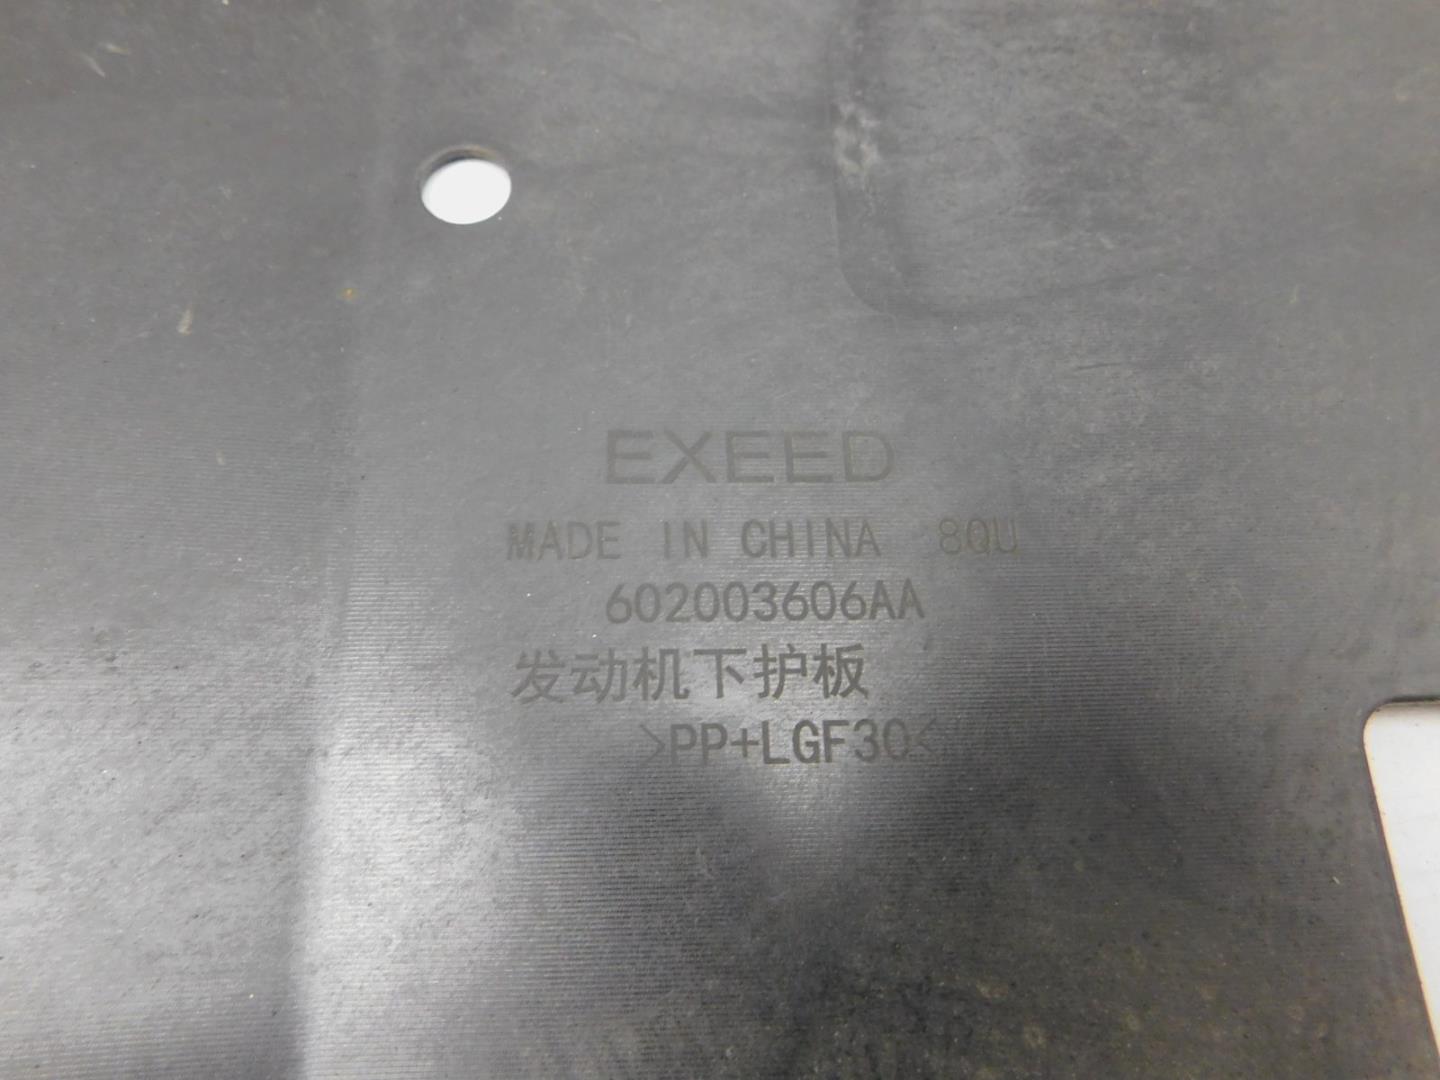 EXEED
MADE IN CHINA 8QU
602003606AA
发动机下护板
>PP+LGF30<